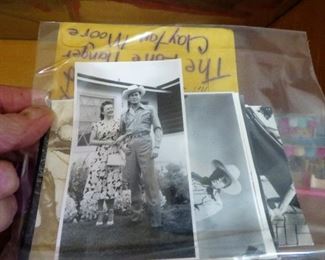 The Lone Ranger
Clayton Moore